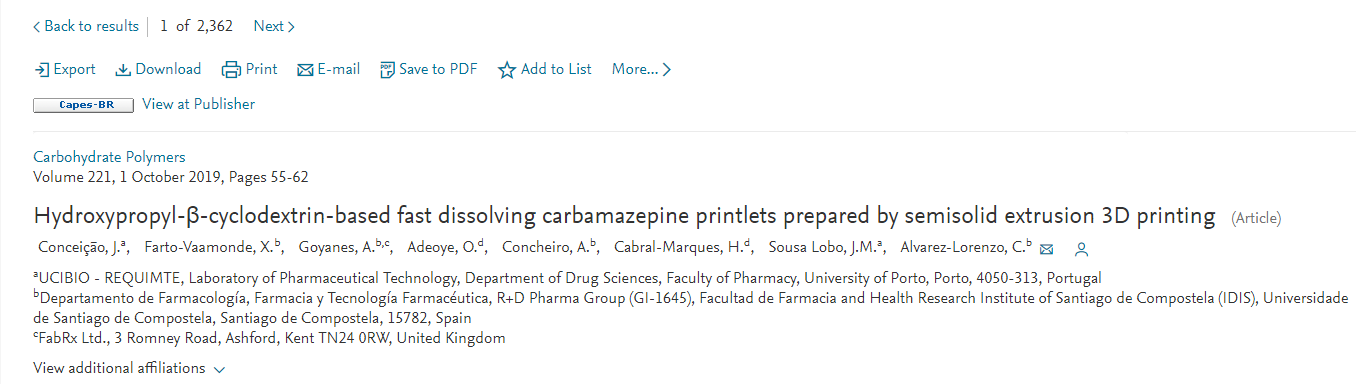 Back to results 1 of 2,362 Next
Export Download Print E-mail Save to PDF Add to List More...
Capes-BR View at Publisher
Carbohydrate Polymers
Volume 221, 1 October 2019, Pages 55-62
Hydroxypropyl-β-cyclodextrin-based fast dissolving carbamazepine printlets prepared by semisolid extrusion 3D printing (Article)
Conceição, J.ᵃ, Farto-Vaamonde, X.ᵇ, Goyanes, A.ᵇ,ᶜ, Adeoye, O.ᵈ, Concheiro, A.ᵇ, Cabral-Marques, H.ᵈ, Sousa Lobo, J.M.ᵃ, Alvarez-Lorenzo, C.ᵇ
ᵃUCIBIO - REQUIMTE, Laboratory of Pharmaceutical Technology, Department of Drug Sciences, Faculty of Pharmacy, University of Porto, Porto, 4050-313, Portugal
ᵇDepartamento de Farmacología, Farmacia y Tecnología Farmacéutica, R+D Pharma Group (GI-1645), Facultad de Farmacia and Health Research Institute of Santiago de Compostela (IDIS), Universidade
de Santiago de Compostela, Santiago de Compostela, 15782, Spain
ᶜFabRx Ltd., 3 Romney Road, Ashford, Kent TN24 0RW, United Kingdom
View additional affiliations